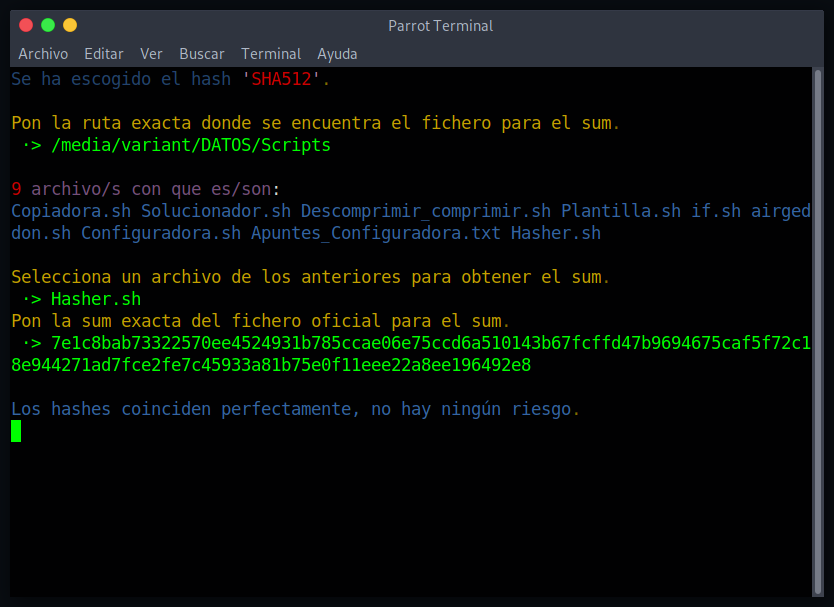 Parrot Terminal
Archivo Editar Ver Buscar Terminal Ayuda
Se ha escogido el hash 'SHA512'.
Pon la ruta exacta donde se encuentra el fichero para el sum.
·> /media/variant/DATOS/Scripts
9 archivo/s con que es/son:
Copiadora.sh Solucionador.sh Descomprimir_comprimir.sh Plantilla.sh if.sh airged
don.sh Configuradora.sh Apuntes_Configuradora.txt Hasher.sh
Selecciona un archivo de los anteriores para obtener el sum.
·> Hasher.sh
Pon la sum exacta del fichero oficial para el sum.
·> 7e1c8bab73322570ee4524931b785ccae06e75ccd6a510143b67fcffd47b9694675caf5f72c1
8e944271ad7fce2fe7c45933a81b75e0f11eee22a8ee196492e8
Los hashes coinciden perfectamente, no hay ningún riesgo.